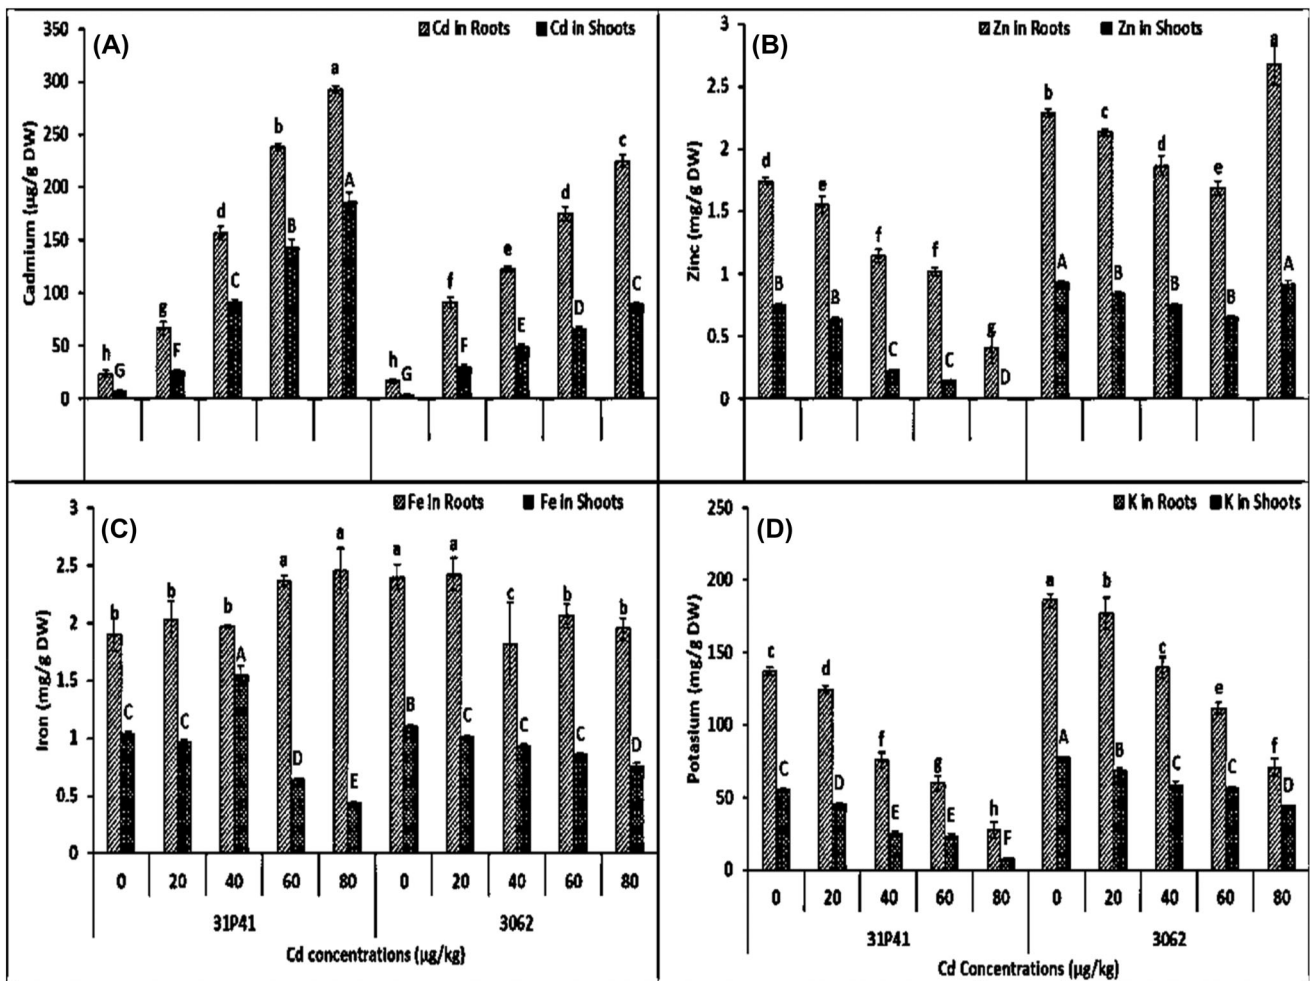 (A)
Cd in Roots Cd in Shoots
Cadmium (µg/g DW)
350
300
250
200
150
100
50
0
h G g F d C b B a A h G f F e E d D c C
(B)
Zn in Roots Zn in Shoots
Zinc (mg/g DW)
3
2.5
2
1.5
1
0.5
0
d B e B f C f C g D b A c B d B e B a A
(C)
Fe in Roots Fe in Shoots
Iron (mg/g DW)
3
2.5
2
1.5
1
0.5
0
b C b C b A a D a E a B a C c C b C b D
0 20 40 60 80 0 20 40 60 80
31P41 3062
Cd concentrations (µg/kg)
(D)
K in Roots K in Shoots
Potasium (mg/g DW)
250
200
150
100
50
0
c C d D f E g E h F a A b B c C e C f D
0 20 40 60 80 0 20 40 60 80
31P41 3062
Cd Concentrations (µg/kg)